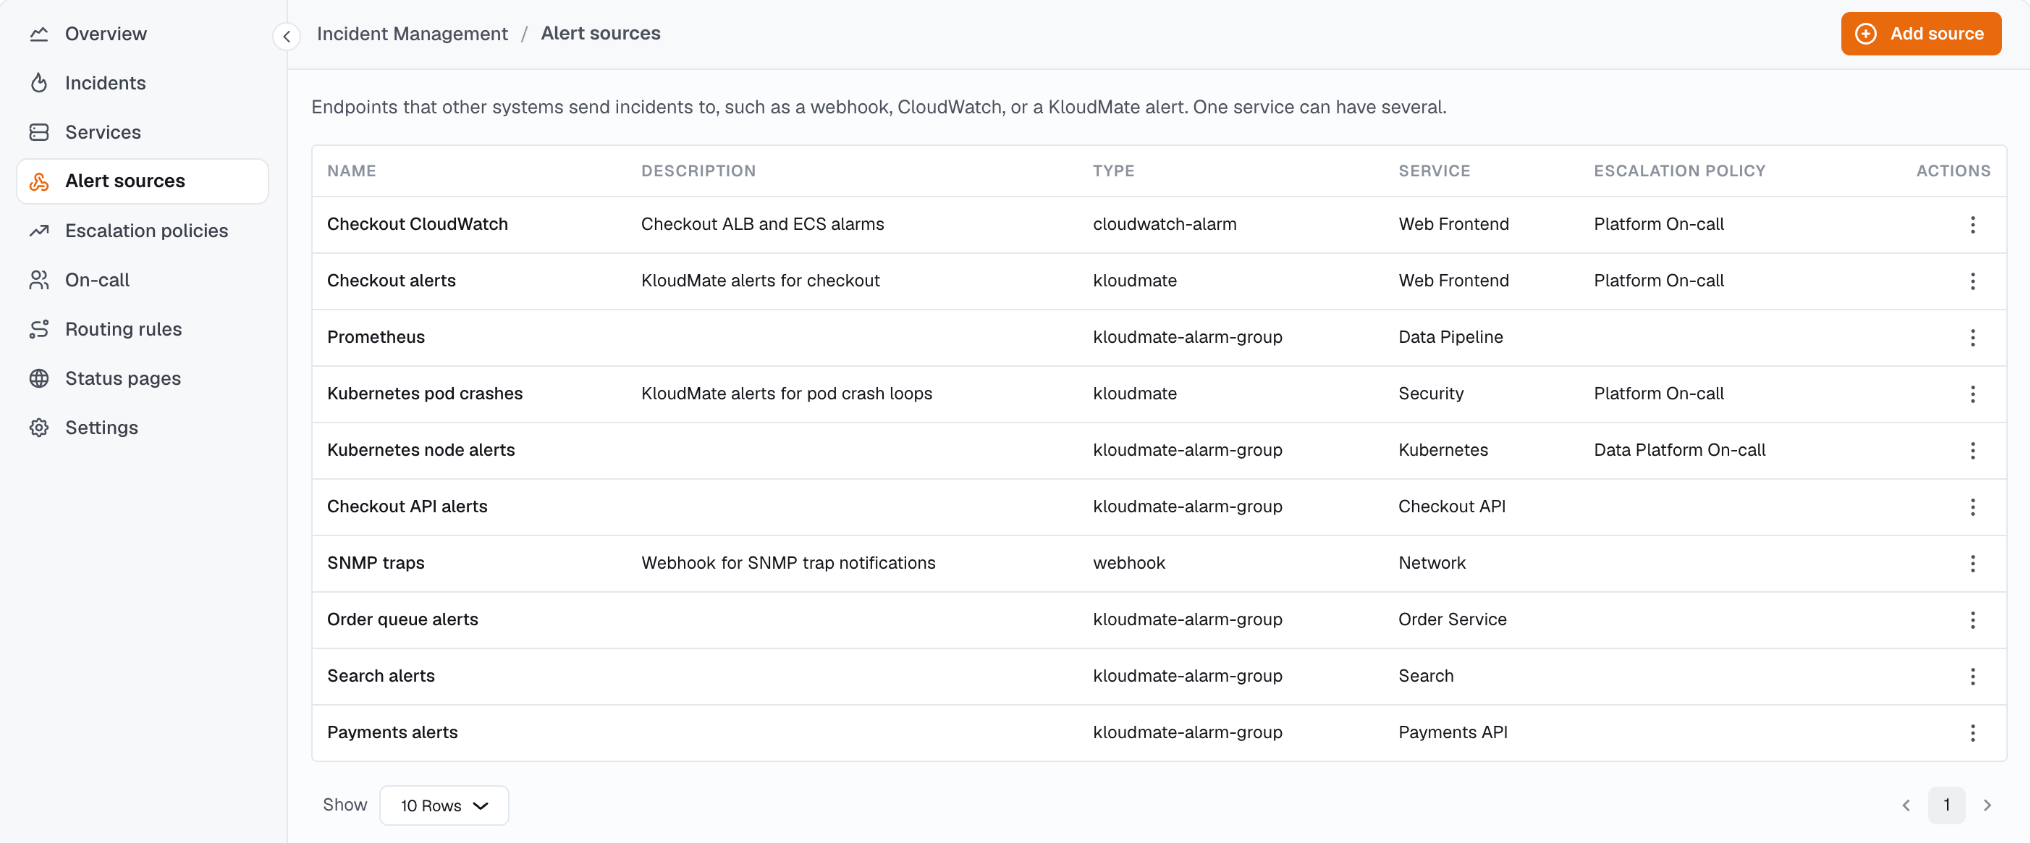 Overview
Incidents
Services
Alert sources
Escalation policies
On-call
Routing rules
Status pages
Settings
Incident Management / Alert sources
Add source
Endpoints that other systems send incidents to, such as a webhook, CloudWatch, or a KloudMate alert. One service can have several.
NAME DESCRIPTION TYPE SERVICE ESCALATION POLICY ACTIONS
Checkout CloudWatch Checkout ALB and ECS alarms cloudwatch-alarm Web Frontend Platform On-call
Checkout alerts KloudMate alerts for checkout kloudmate Web Frontend Platform On-call
Prometheus kloudmate-alarm-group Data Pipeline
Kubernetes pod crashes KloudMate alerts for pod crash loops kloudmate Security Platform On-call
Kubernetes node alerts kloudmate-alarm-group Kubernetes Data Platform On-call
Checkout API alerts kloudmate-alarm-group Checkout API
SNMP traps Webhook for SNMP trap notifications webhook Network
Order queue alerts kloudmate-alarm-group Order Service
Search alerts kloudmate-alarm-group Search
Payments alerts kloudmate-alarm-group Payments API
Show 10 Rows 1